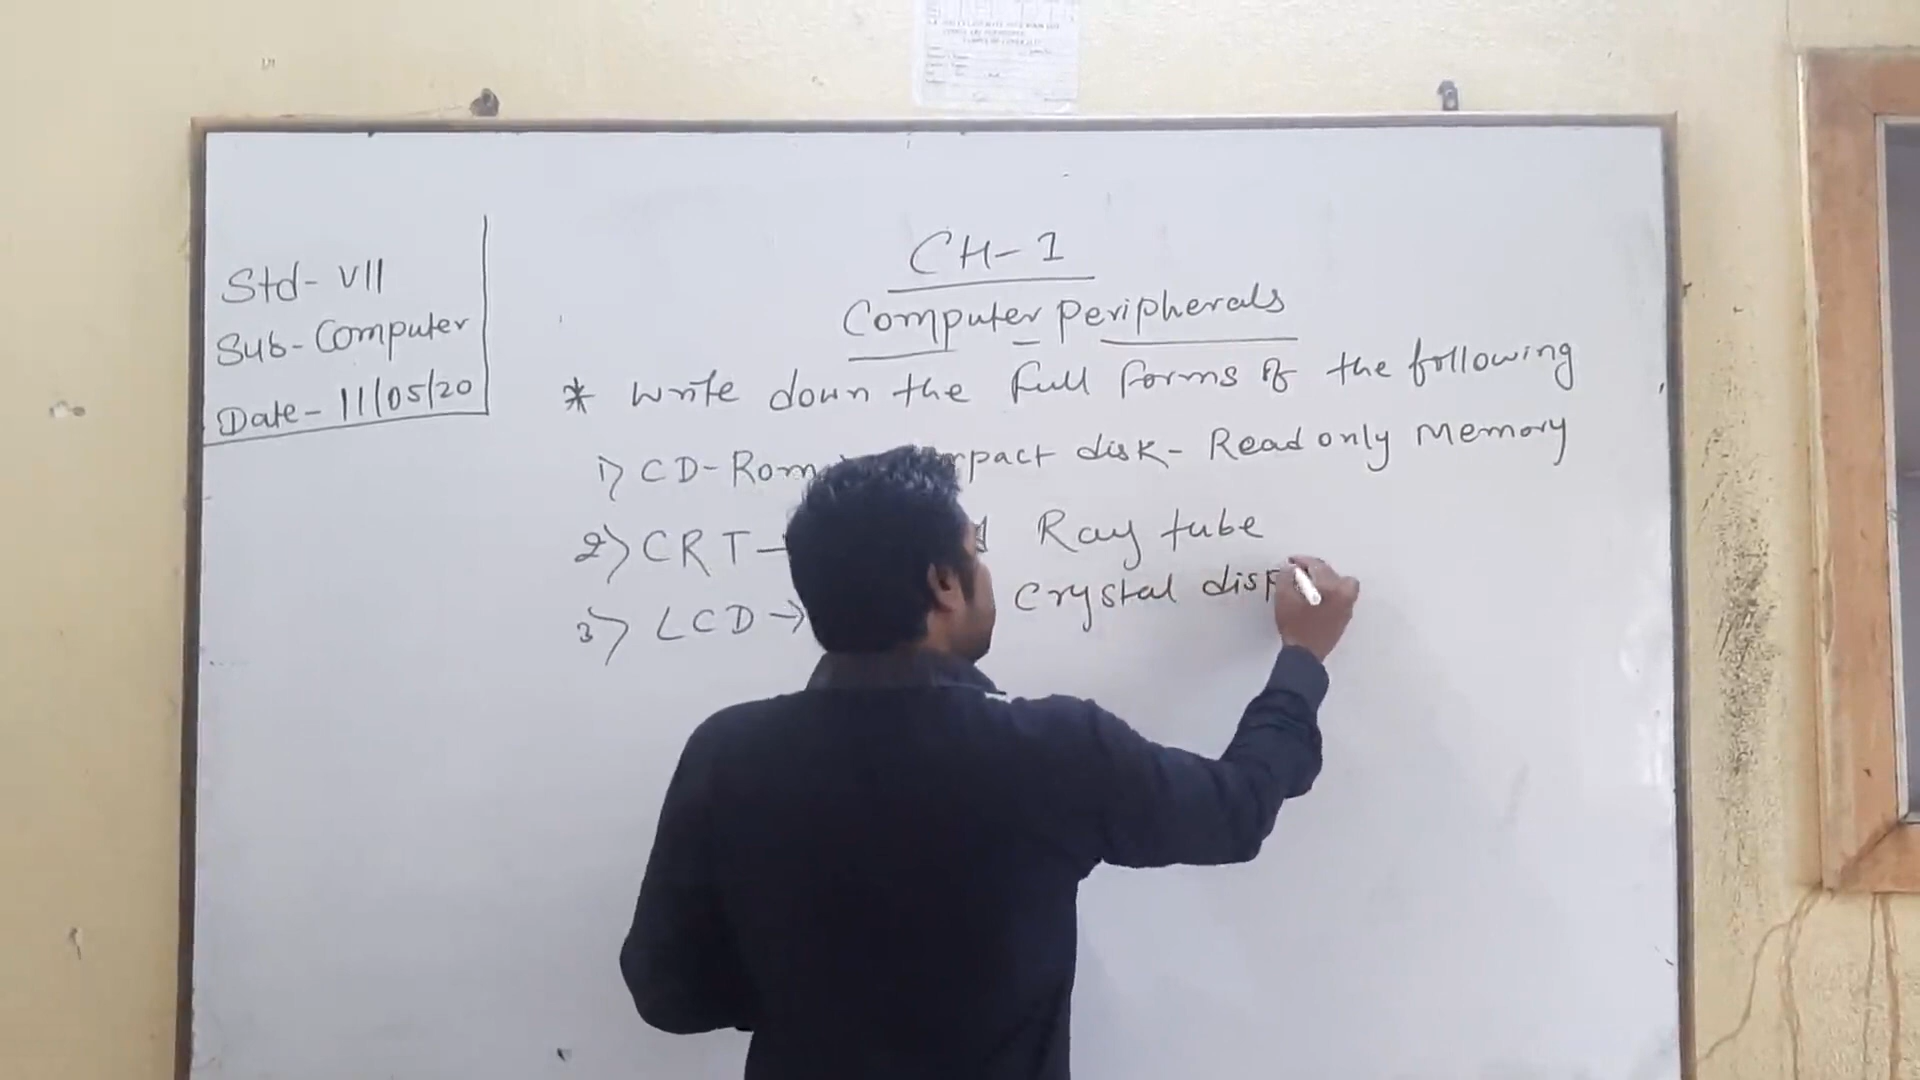 Std- VII
Sub- Computer
Date- 11/05/20
CH-1
Computer Peripherals
* Write down the full forms of the following
1) CD-Rom mpact disk- Read only Memory
2) CRT - Ray tube
3) LCD → Crystal disp